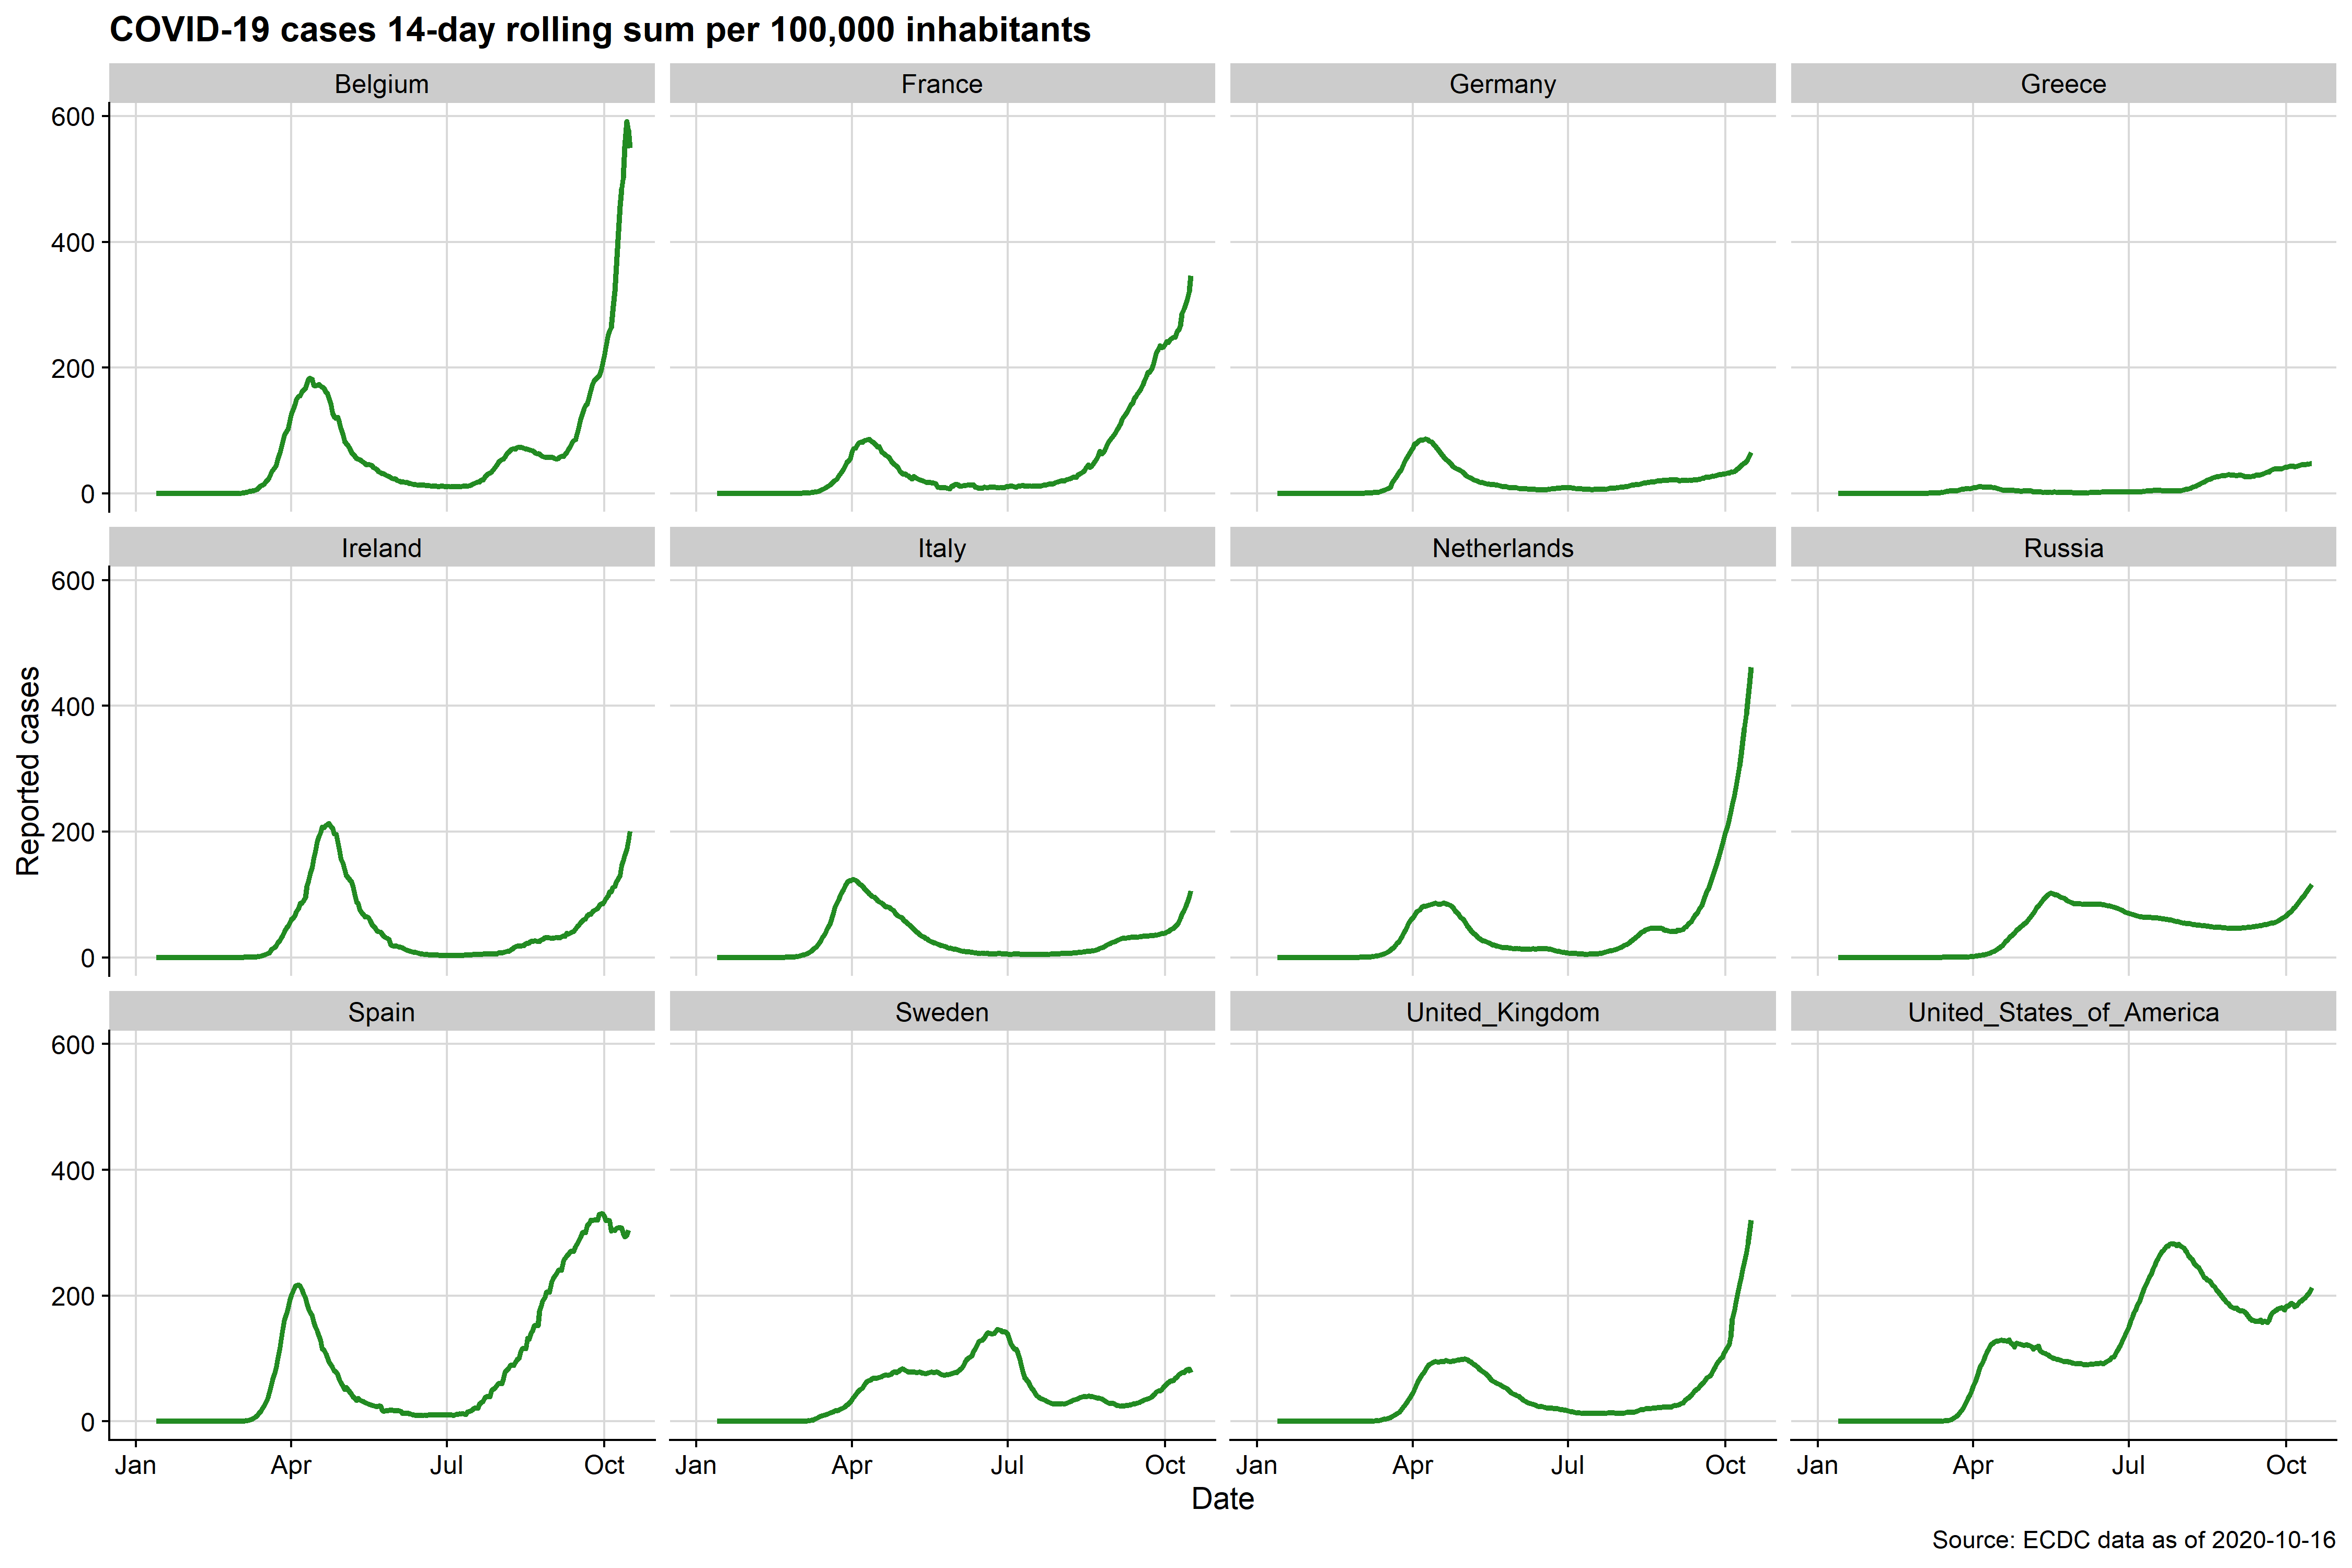 COVID-19 cases 14-day rolling sum per 100,000 inhabitants
Belgium France Germany Greece
600
400
200
0
Ireland Italy Netherlands Russia
600
400
200
0
Reported cases
Spain Sweden United_Kingdom United_States_of_America
600
400
200
0
Jan Apr Jul Oct Jan Apr Jul Oct Jan Apr Jul Oct Jan Apr Jul Oct
Date
Source: ECDC data as of 2020-10-16